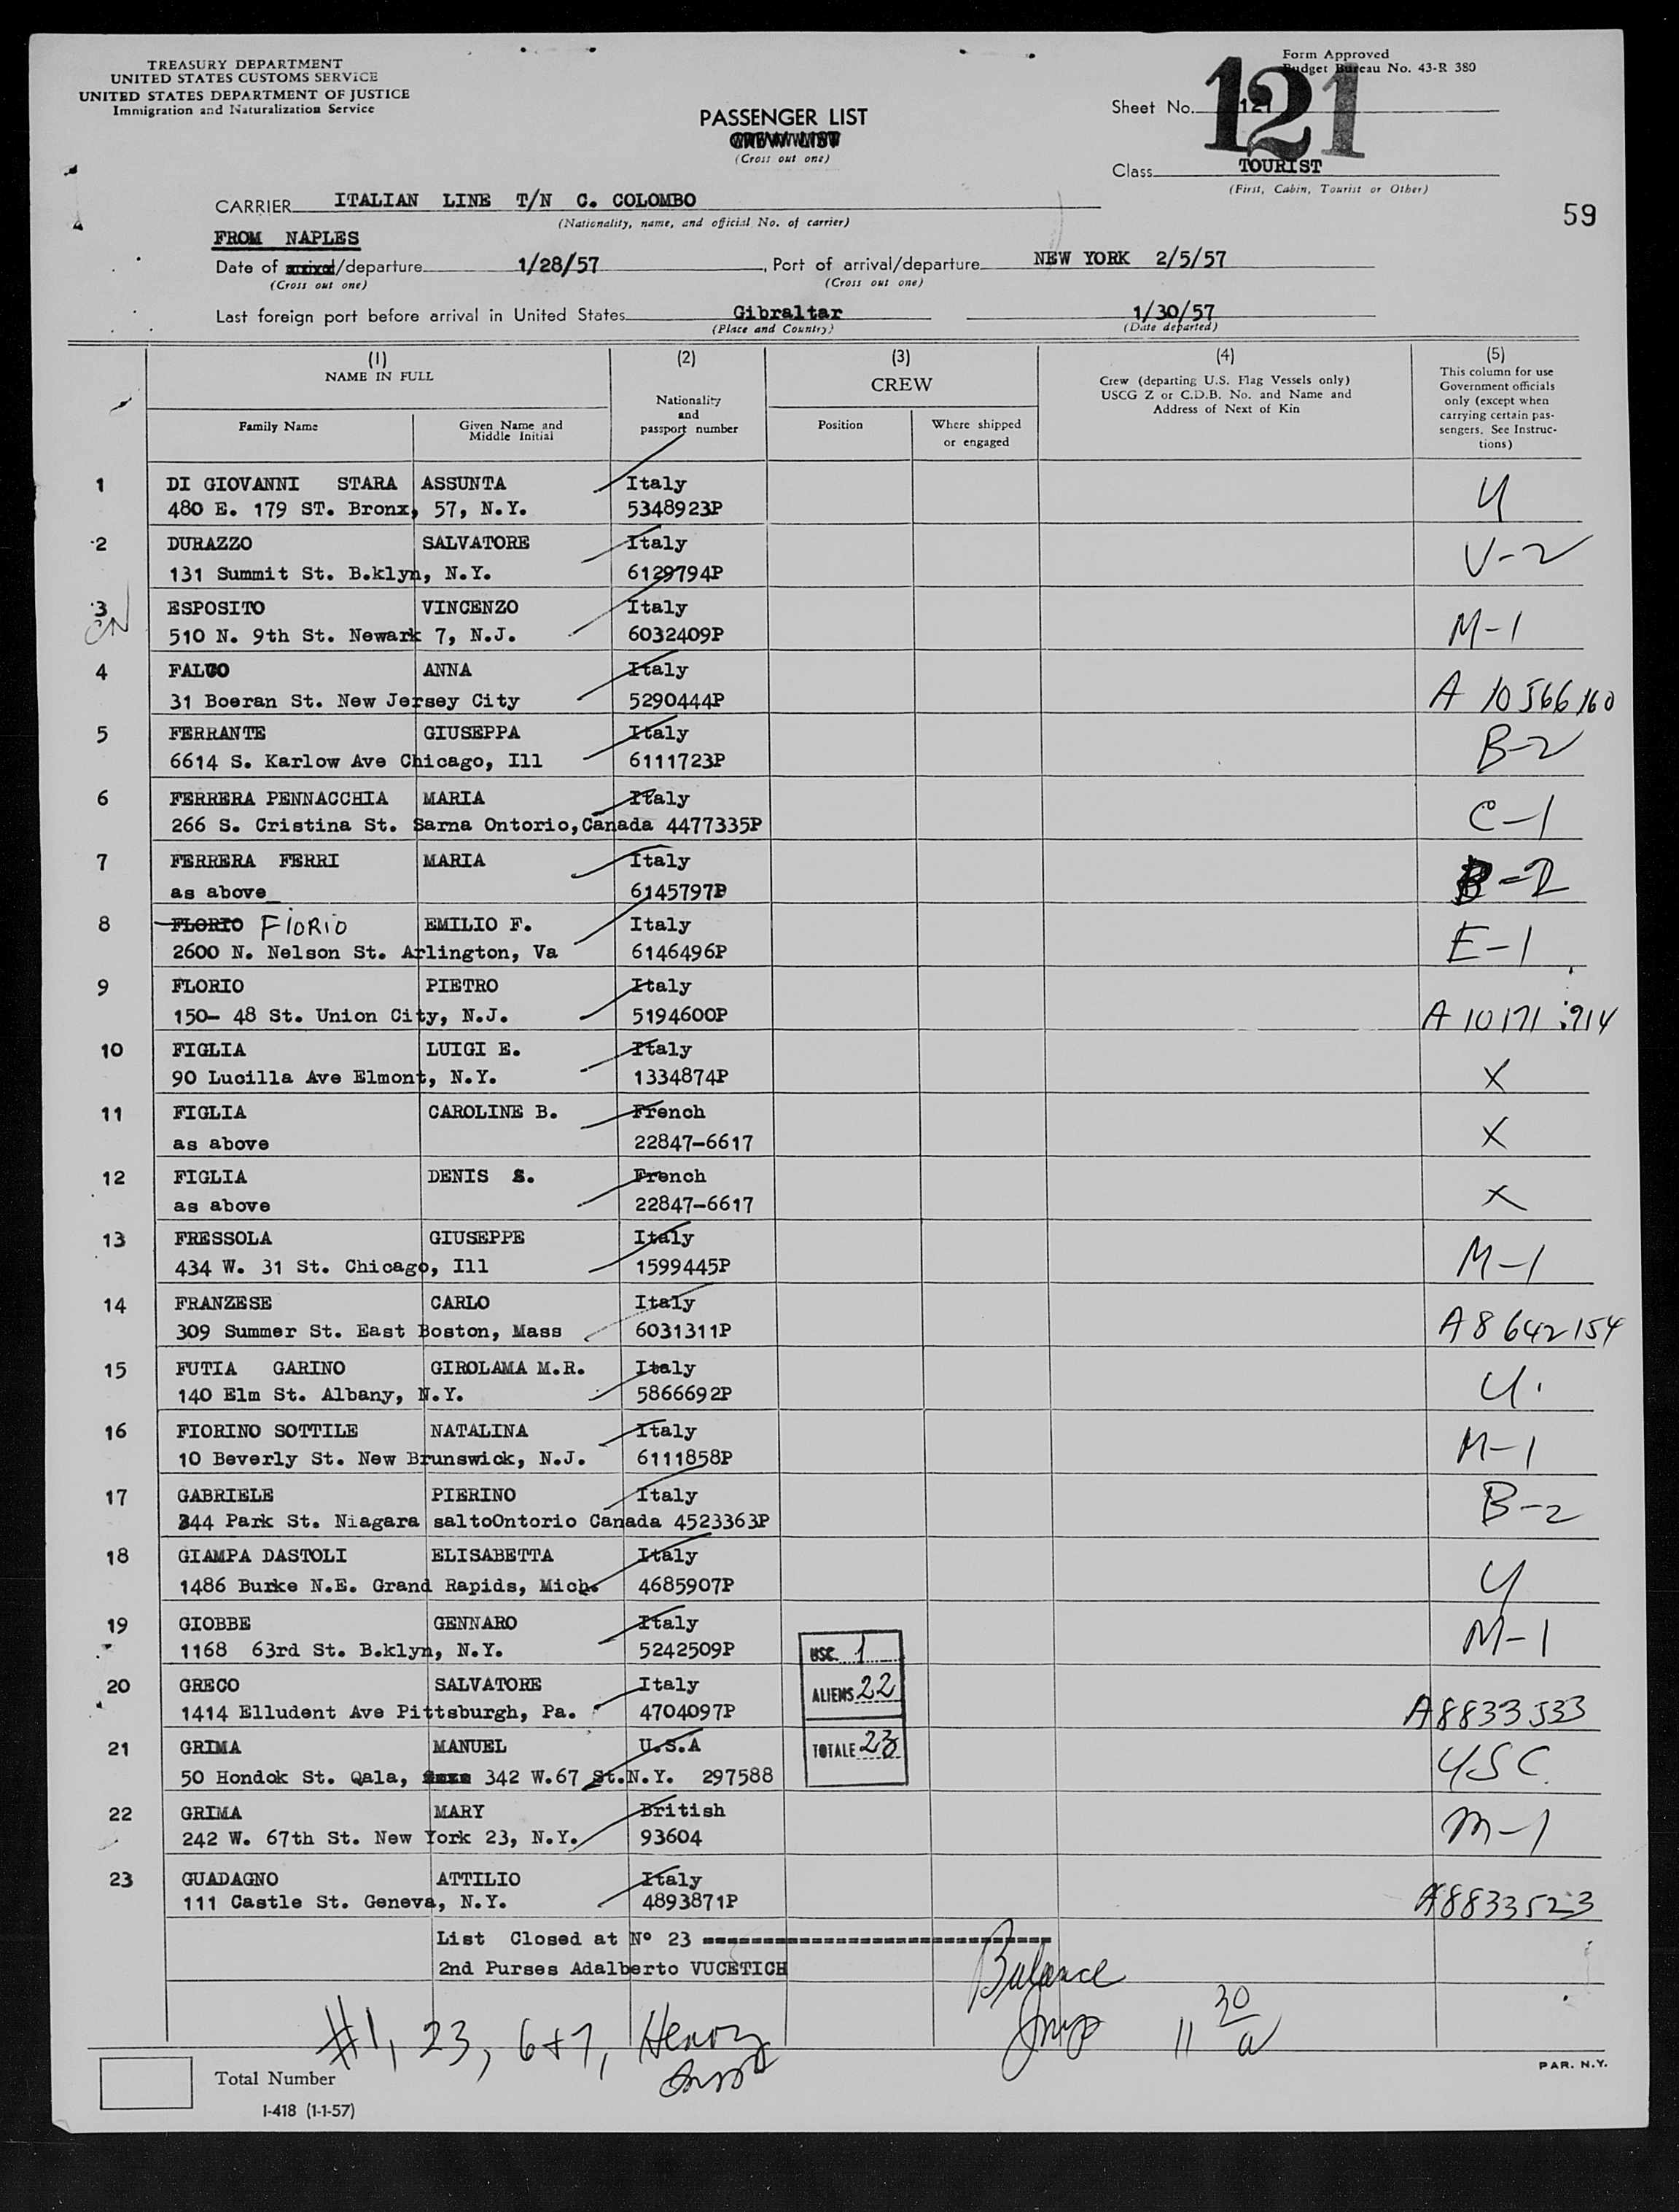 TREASURY DEPARTMENT
UNITED STATES CUSTOMS SERVICE
UNITED STATES DEPARTMENT OF JUSTICE
Immigration and Naturalization Service
Form Approved
Budget Bureau No. 43-R 380
PASSENGER LIST
CREW LIST
(Cross out one)
Sheet No. 121
121
Class TOURIST
(First, Cabin, Tourist or Other)
59
CARRIER ITALIAN LINE T/N C. COLOMBO
(Nationality, name, and official No. of carrier)
FROM NAPLES
Date of arrival/departure 1/28/57, Port of arrival/departure NEW YORK 2/5/57
(Cross out one) (Cross out one)
Last foreign port before arrival in United States Gibraltar 1/30/57
(Place and Country) (Date departed)
(1) NAME IN FULL
Family Name
Given Name and Middle Initial
(2) Nationality and passport number
(3) CREW
Position
Where shipped or engaged
(4) Crew (departing U.S. Flag Vessels only) USCG Z or C.D.B. No. and Name and Address of Next of Kin
(5) This column for use Government officials only (except when carrying certain passengers. See Instructions)
1 DI GIOVANNI STARA ASSUNTA Italy
480 E. 179 ST. Bronx, 57, N.Y. 5348923P
2 DURAZZO SALVATORE Italy V-2
131 Summit St. B.klyn, N.Y. 6129794P
3 ESPOSITO VINCENZO Italy M-1
510 N. 9th St. Newark 7, N.J. 6032409P
4 FALCO ANNA Italy A 10566160
31 Boeran St. New Jersey City 5290444P
5 FERRANTE GIUSEPPA Italy B-2
6614 S. Karlow Ave Chicago, Ill 6111723P
6 FERRERA PENNACCHIA MARIA Italy C-1
266 S. Cristina St. Sarna Ontorio, Canada 4477335P
7 FERRERA FERRI MARIA Italy B-2
as above 6145797P
8 FLORIO FIORIO EMILIO F. Italy E-1
2600 N. Nelson St. Arlington, Va 6146496P
9 FLORIO PIETRO Italy A 10171914
150- 48 St. Union City, N.J. 5194600P
10 FIGLIA LUIGI E. Italy X
90 Lucilla Ave Elmont, N.Y. 1334874P
11 FIGLIA CAROLINE B. French X
as above 22847-6617
12 FIGLIA DENIS S. French X
as above 22847-6617
13 FRESSOLA GIUSEPPE Italy M-1
434 W. 31 St. Chicago, Ill 1599445P
14 FRANZESE CARLO Italy A8642154
309 Summer St. East Boston, Mass 6031311P
15 FUTIA GARINO GIROLAMA M.R. Italy
140 Elm St. Albany, N.Y. 5866692P
16 FIORINO SOTTILE NATALINA Italy M-1
10 Beverly St. New Brunswick, N.J. 6111858P
17 GABRIELE PIERINO Italy B-2
344 Park St. Niagara saltoOntorio Canada 4523363P
18 GIAMPA DASTOLI ELISABETTA Italy
1486 Burke N.E. Grand Rapids, Mich. 4685907P
19 GIOBBE GENNARO Italy M-1
1168 63rd St. B.klyn, N.Y. 5242509P
20 GRECO SALVATORE Italy A8833533
1414 Elludent Ave Pittsburgh, Pa. 4704097P
21 GRIMA MANUEL U.S.A USC
50 Hondok St. Qala, 342 W.67 St.N.Y. 297588
22 GRIMA MARY British M-1
242 W. 67th St. New York 23, N.Y. 93604
23 GUADAGNO ATTILIO Italy A8833523
111 Castle St. Geneva, N.Y. 4893871P
USC. 1
ALIENS 22
TOTALE 23
List Closed at Nº 23
2nd Purses Adalberto VUCETICH
Balance
#1, 23, 6+7, Henry
11 30/a
Total Number
I-418 (1-1-57)
PAR. N.Y.